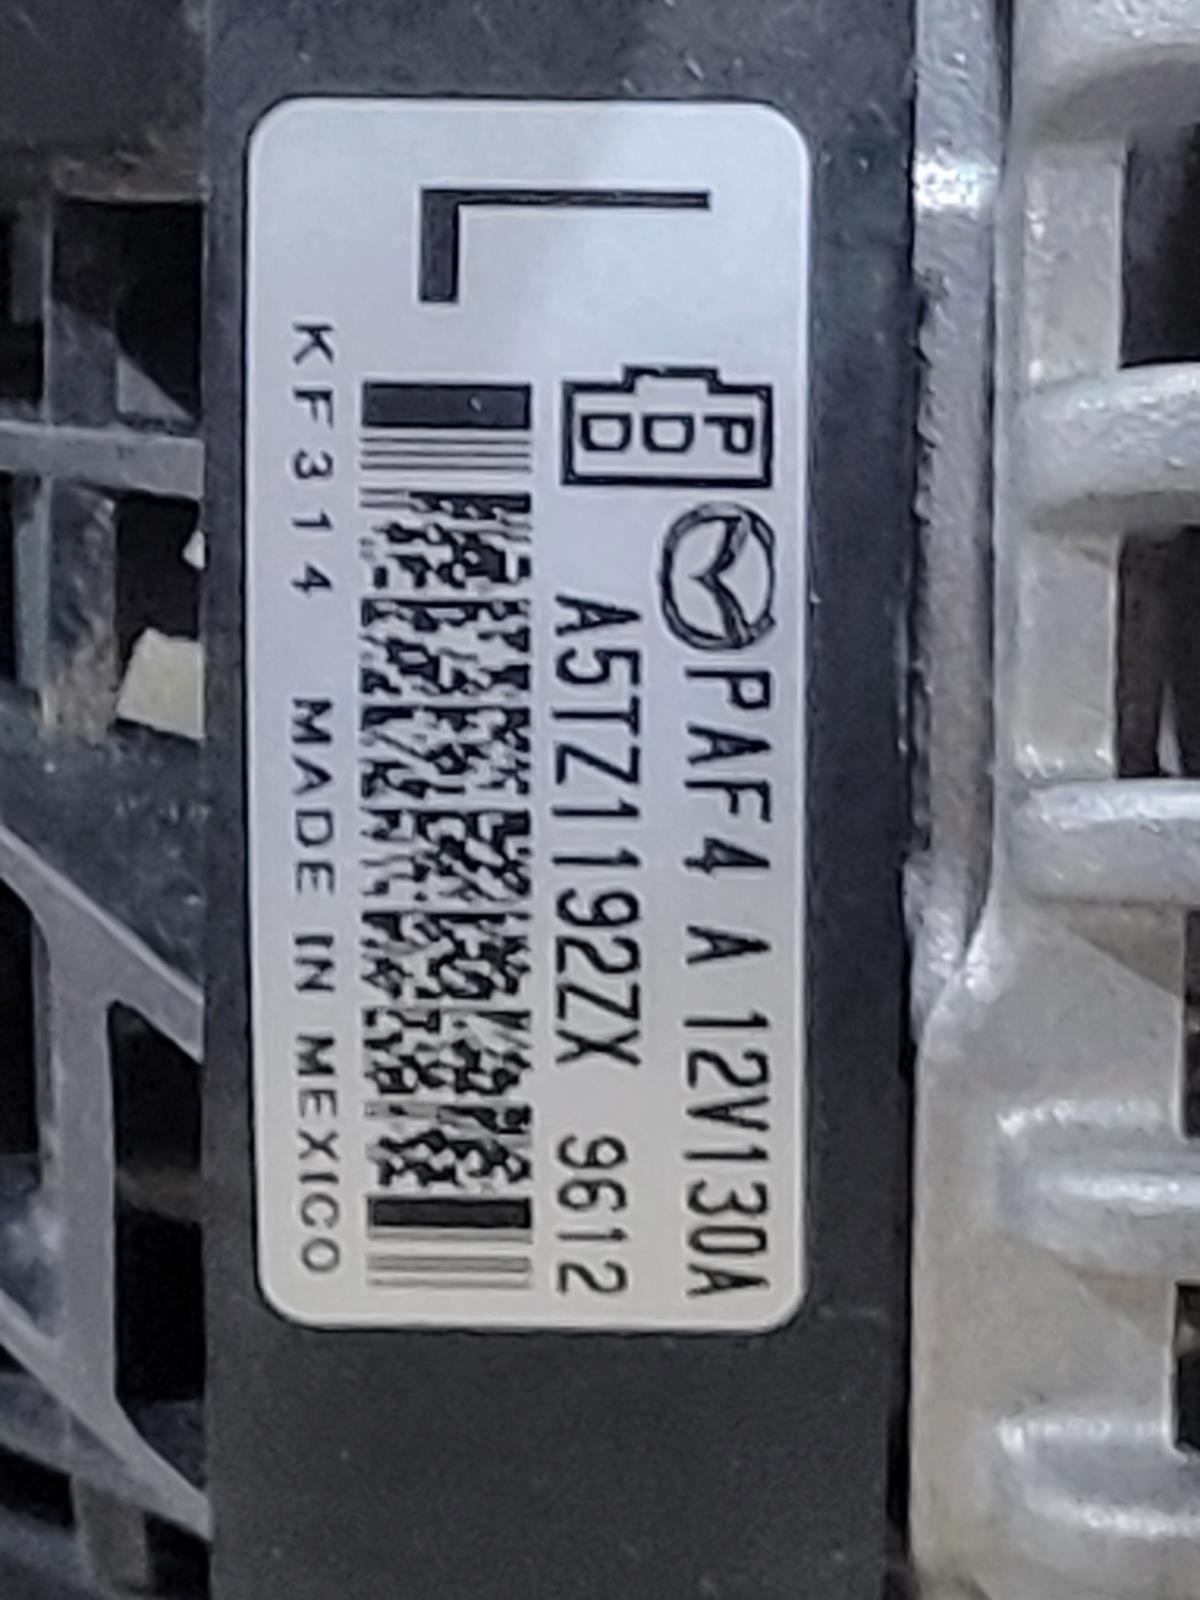 L
P
D
D
PAF4 A 12V130A
A5TZ1192ZX 9612
KF314 MADE IN MEXICO